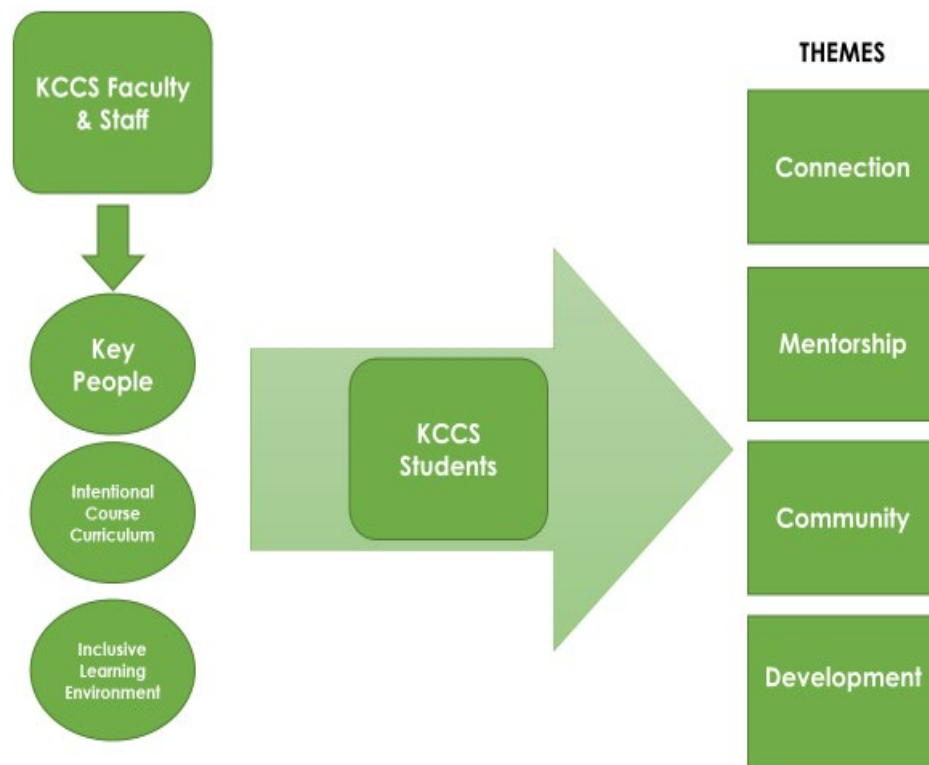 KCCS Faculty
& Staff
Key
People
Intentional
Course
Curriculum
Inclusive
Learning
Environment
KCCS
Students
THEMES
Connection
Mentorship
Community
Development